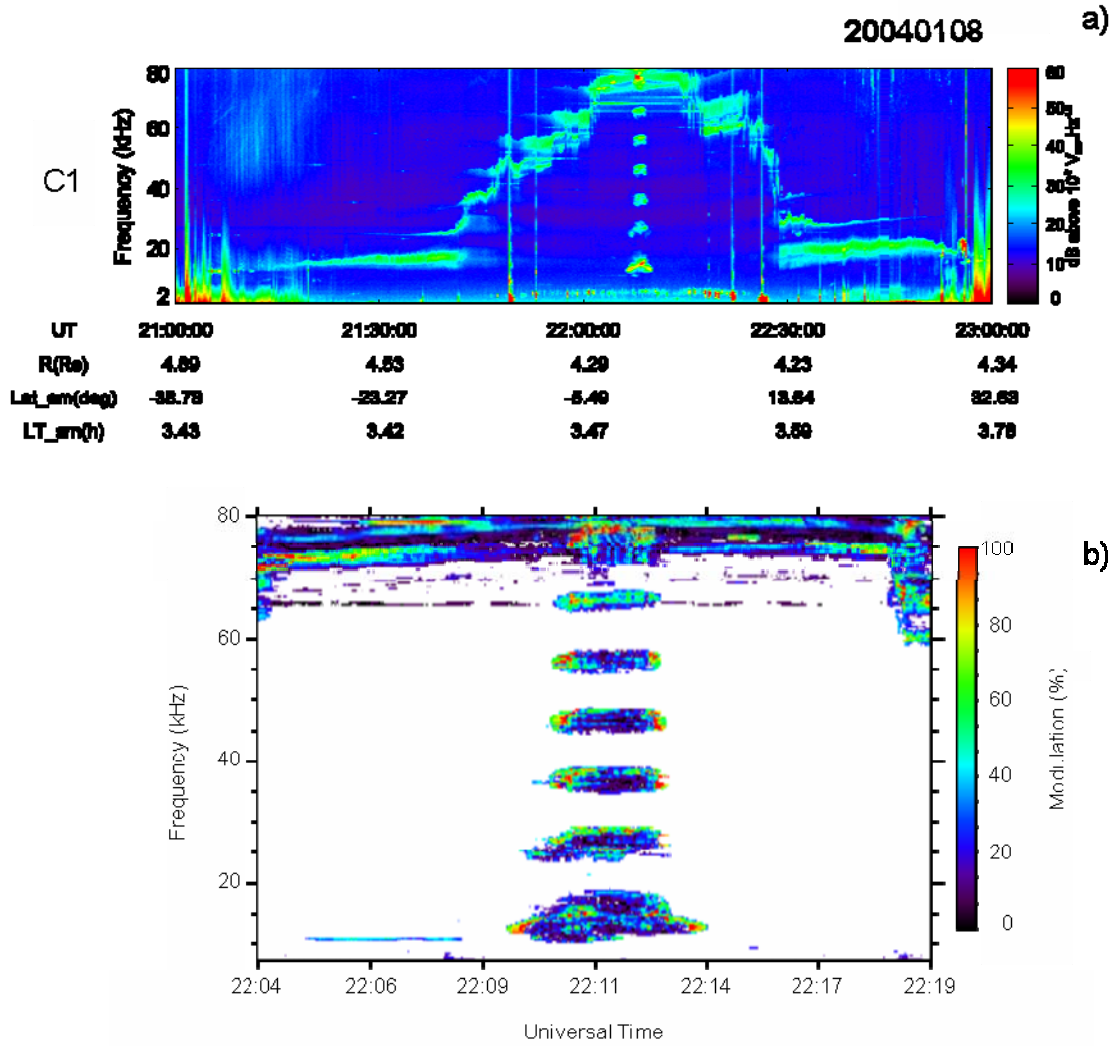 a)
20040108
C1
Frequency (kHz)
80
60
40
20
2
60
50
40
30
20
10
0
UT 21:00:00 21:30:00 22:00:00 22:30:00 23:00:00
R(Re) 4.89 4.53 4.29 4.23 4.34
Lat_sm(deg) -23.27 -5.49 13.64 32.63
LT_sm(h) 3.43 3.42 3.47 3.59 3.78
b)
80
60
40
20
Frequency (kHz)
22:04 22:06 22:09 22:11 22:14 22:17 22:19
Universal Time
100
80
60
40
20
0
Modulation (%)